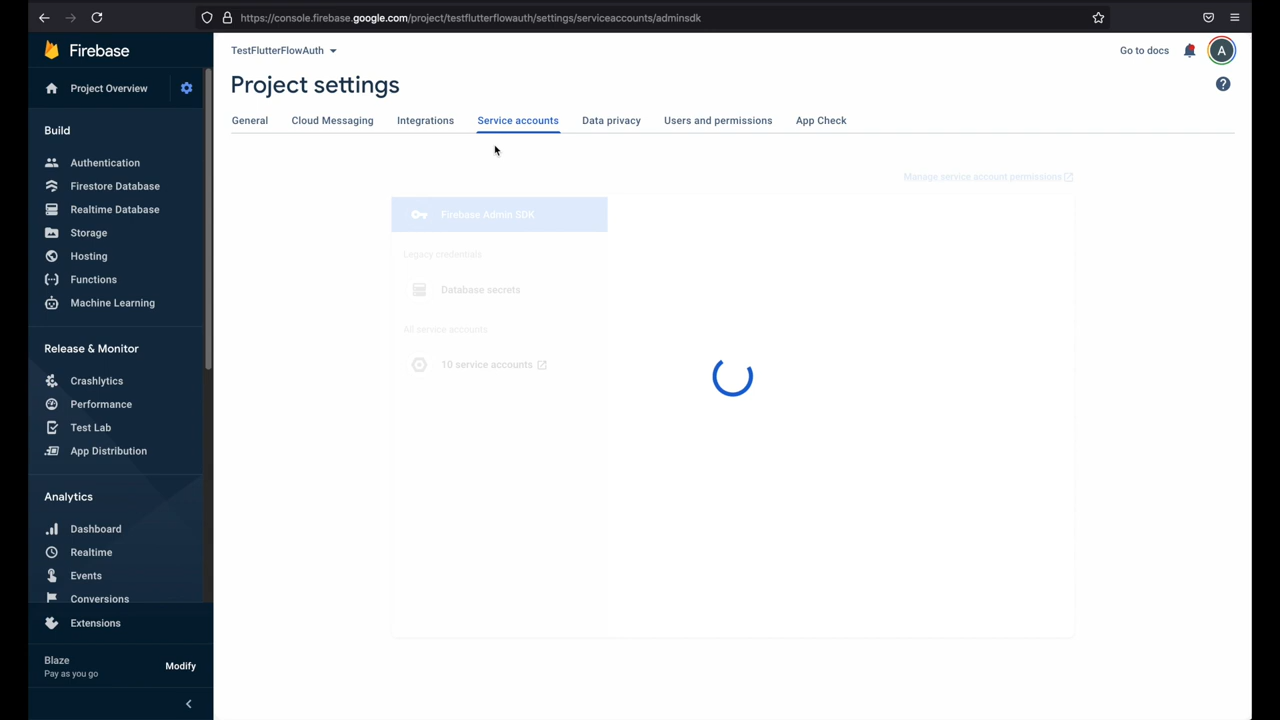 https://console.firebase.google.com/project/testflutterflowauth/settings/serviceaccounts/adminsdk
Firebase
Project Overview
Build
Authentication
Firestore Database
Realtime Database
Storage
Hosting
Functions
Machine Learning
Release & Monitor
Crashlytics
Performance
Test Lab
App Distribution
Analytics
Dashboard
Realtime
Events
Conversions
Extensions
Blaze
Pay as you go
Modify
TestFlutterFlowAuth
Go to docs
A
Project settings
?
General Cloud Messaging Integrations Service accounts Data privacy Users and permissions App Check
Manage service account permissions
Firebase Admin SDK
Legacy credentials
Database secrets
All service accounts
10 service accounts